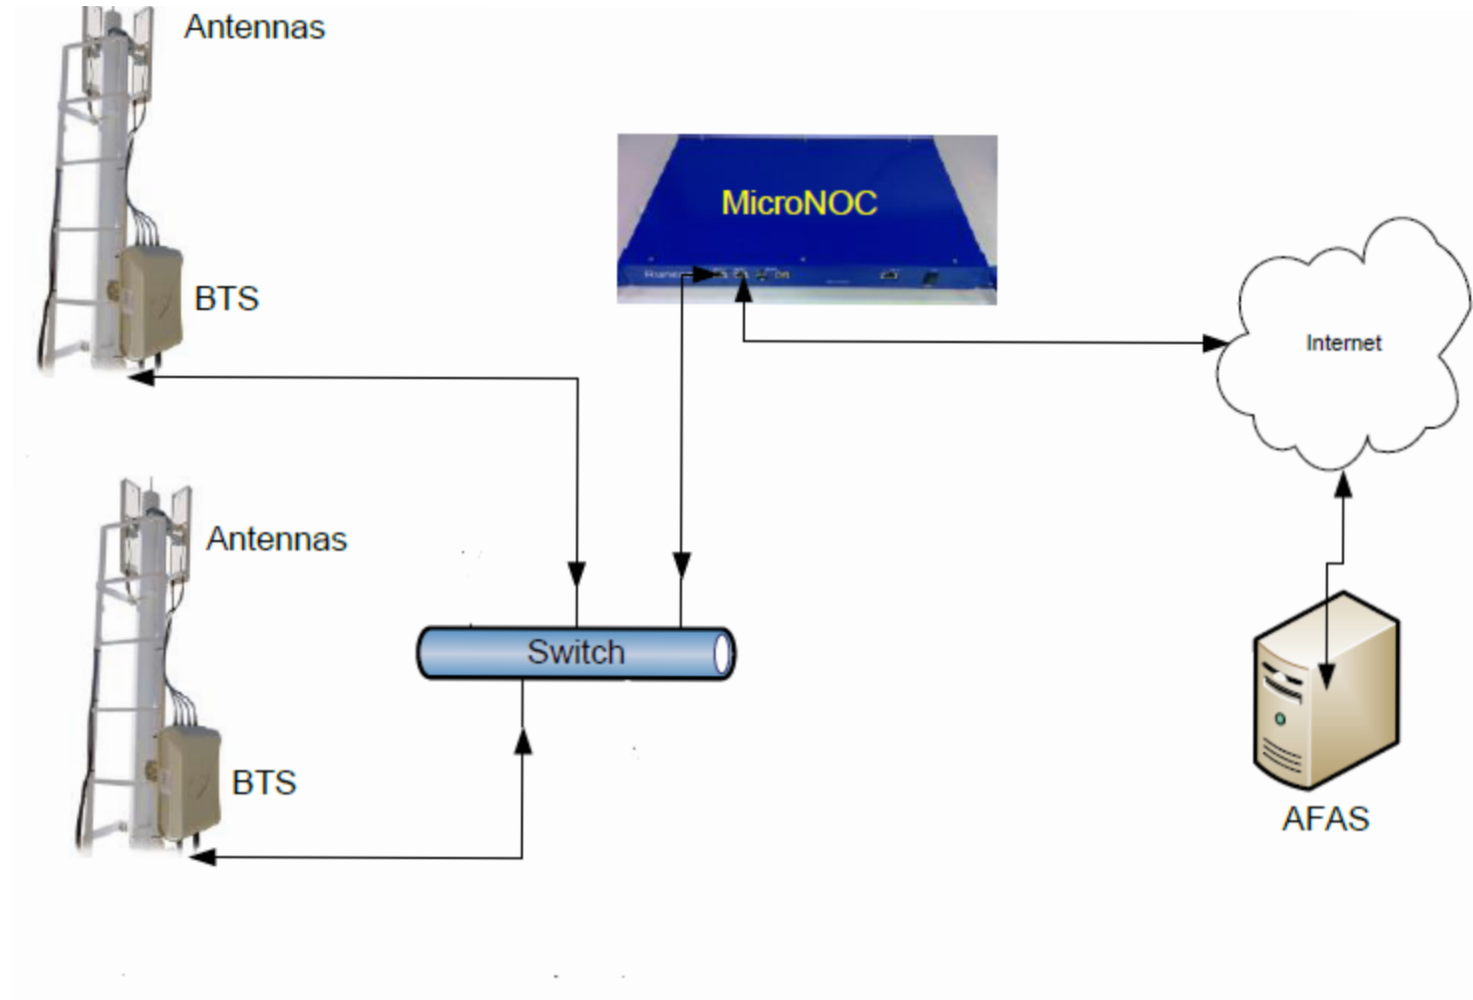 Antennas
MicroNOC
BTS
Internet
Antennas
Switch
BTS
AFAS